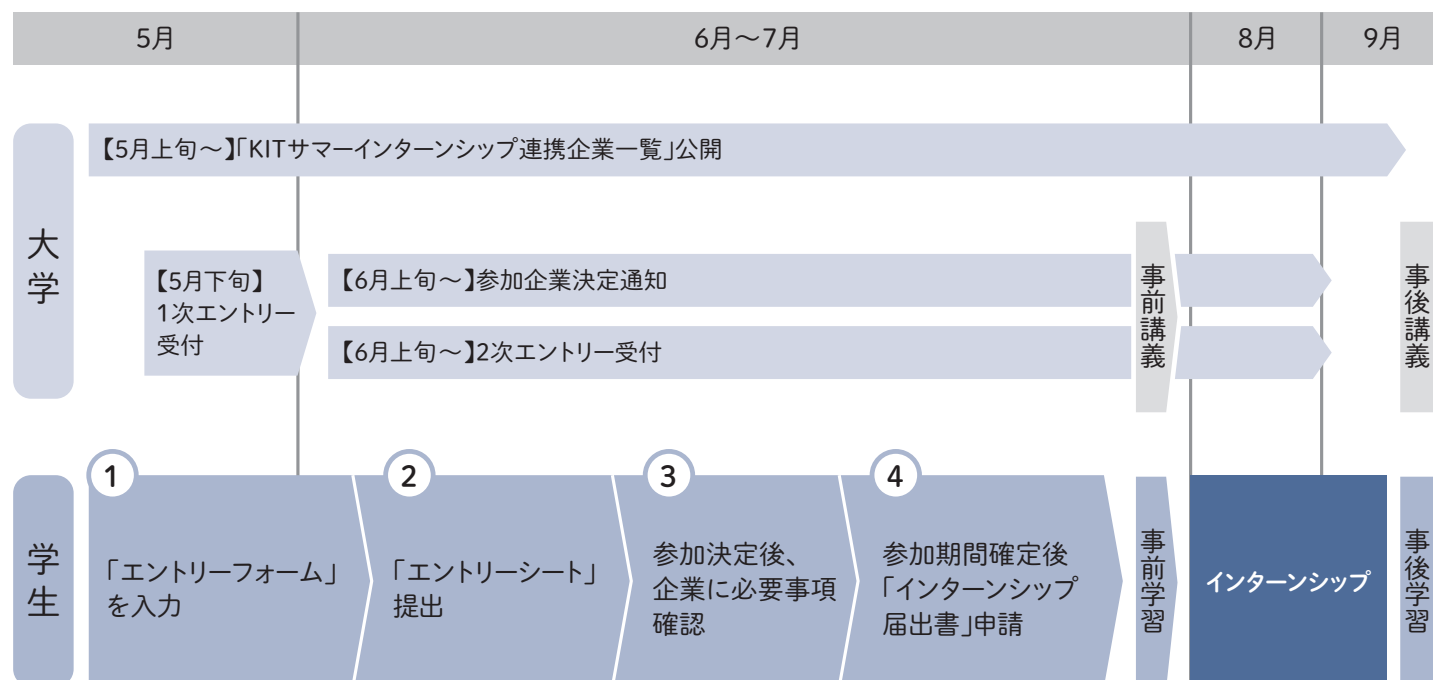 5月
6月～7月
8月
9月
大学
【5月上旬～】「KITサマーインターンシップ連携企業一覧」公開
【5月下旬】
1次エントリー
受付
【6月上旬～】参加企業決定通知
【6月上旬～】2次エントリー受付
事前講義
事後講義
学生
1
「エントリーフォーム」
を入力
2
「エントリーシート」
提出
3
参加決定後、
企業に必要事項
確認
4
参加期間確定後
「インターンシップ
届出書」申請
事前学習
インターンシップ
事後学習